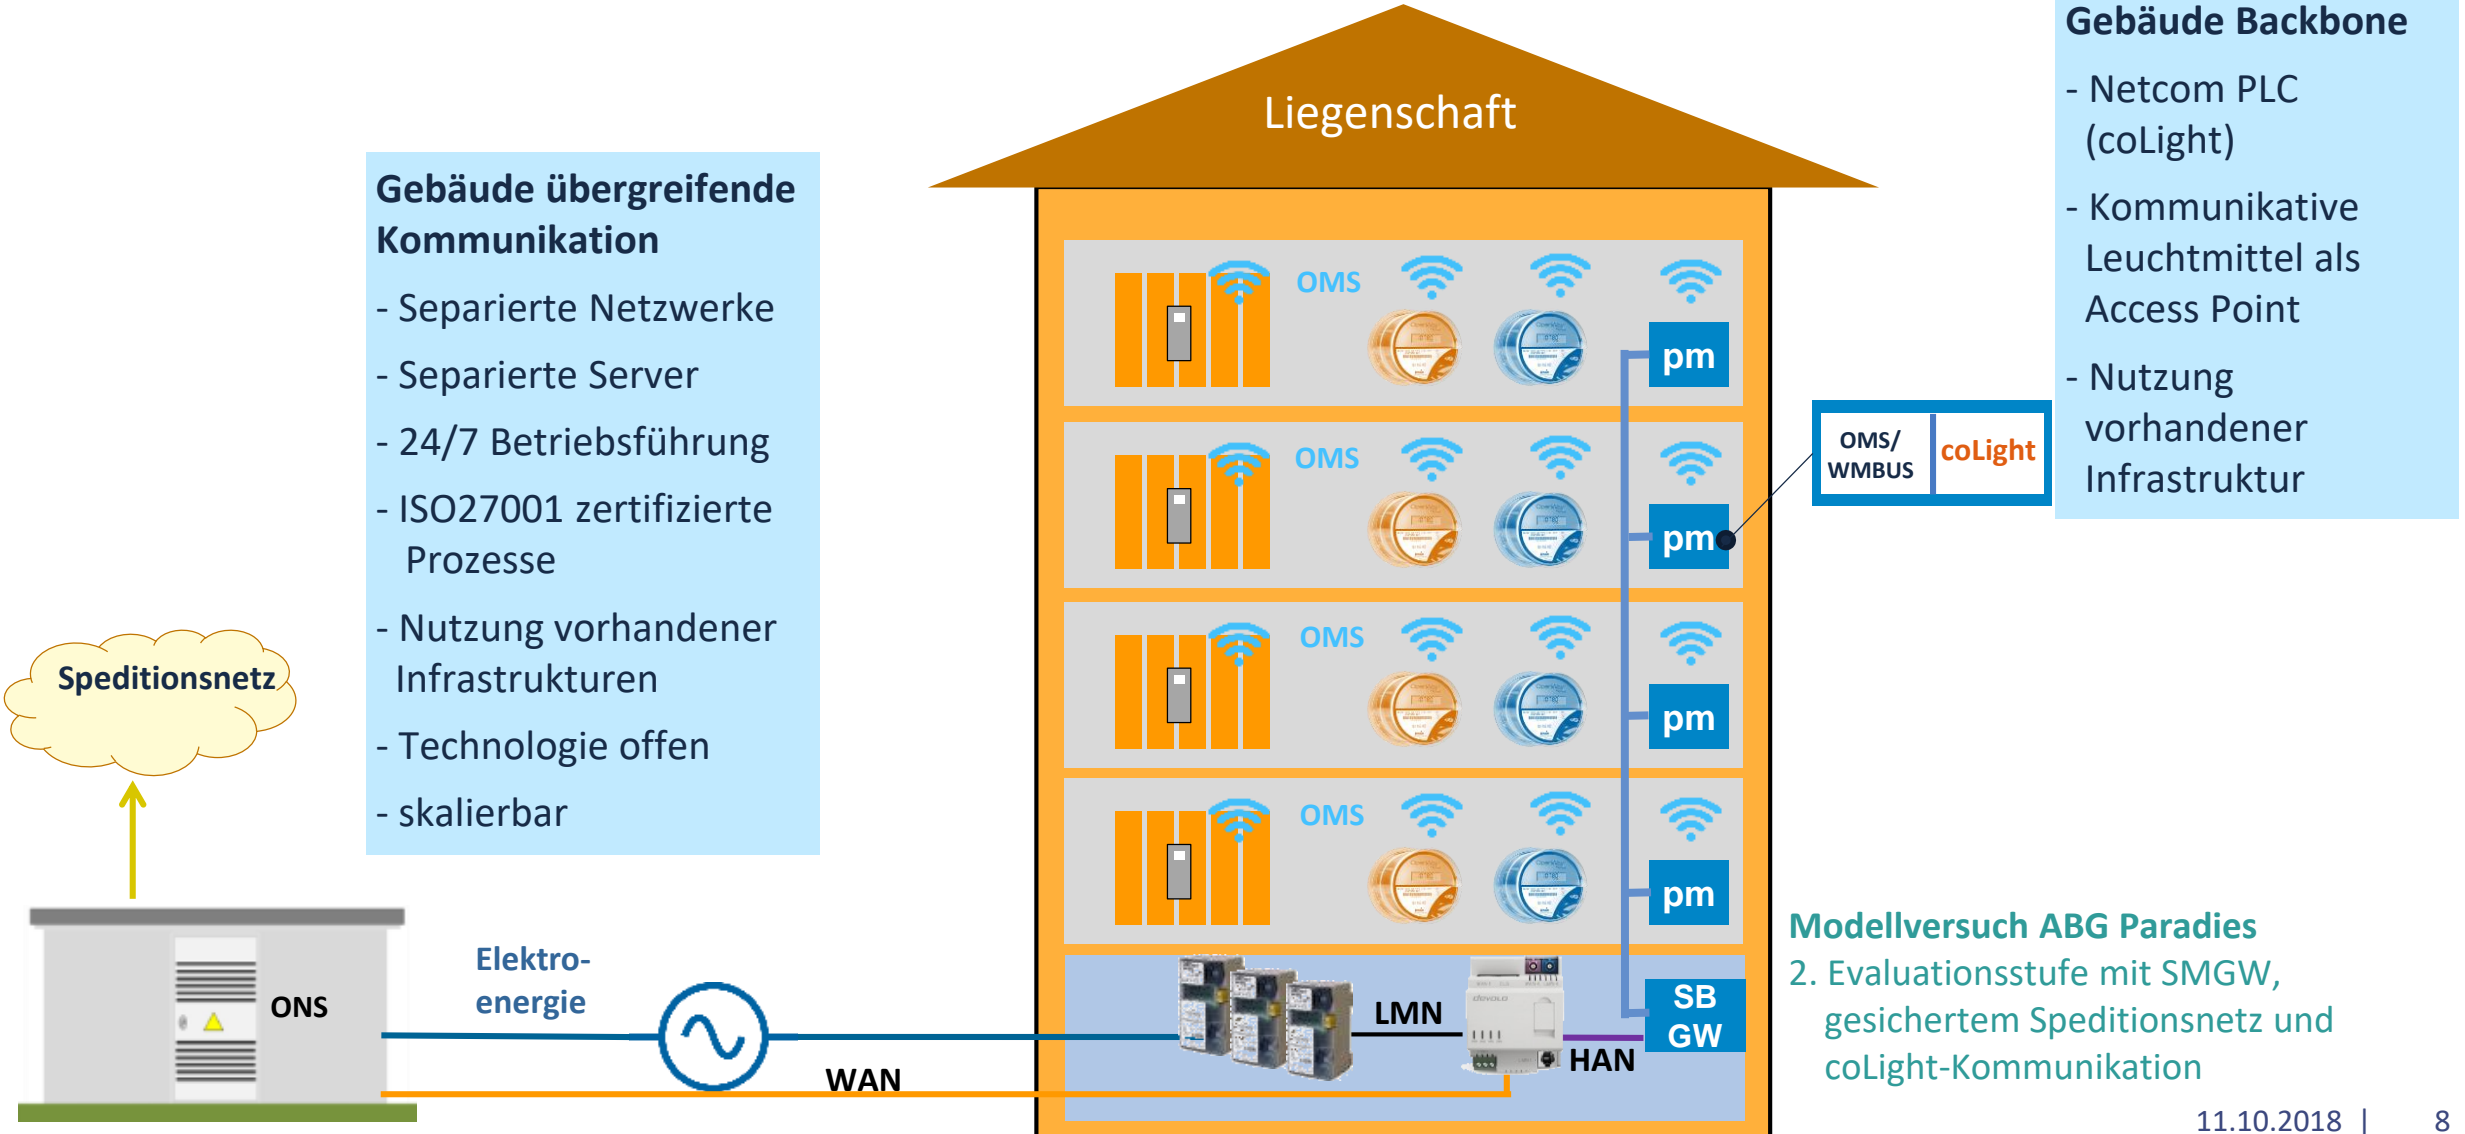 Gebäude Backbone
- Netcom PLC
(coLight)
- Kommunikative
Leuchtmittel als
Access Point
- Nutzung
vorhandener
Infrastruktur
Liegenschaft
Gebäude übergreifende
Kommunikation
- Separierte Netzwerke
- Separierte Server
- 24/7 Betriebsführung
- ISO27001 zertifizierte
Prozesse
- Nutzung vorhandener
Infrastrukturen
- Technologie offen
- skalierbar
OMS
pm
OMS
pm
OMS/
WMBUS
coLight
OMS
pm
OMS
pm
Speditionsnetz
ONS
Elektro-
energie
WAN
LMN
devolo
HAN
SB
GW
Modellversuch ABG Paradies
2. Evaluationsstufe mit SMGW,
gesichertem Speditionsnetz und
coLight-Kommunikation
11.10.2018 | 8